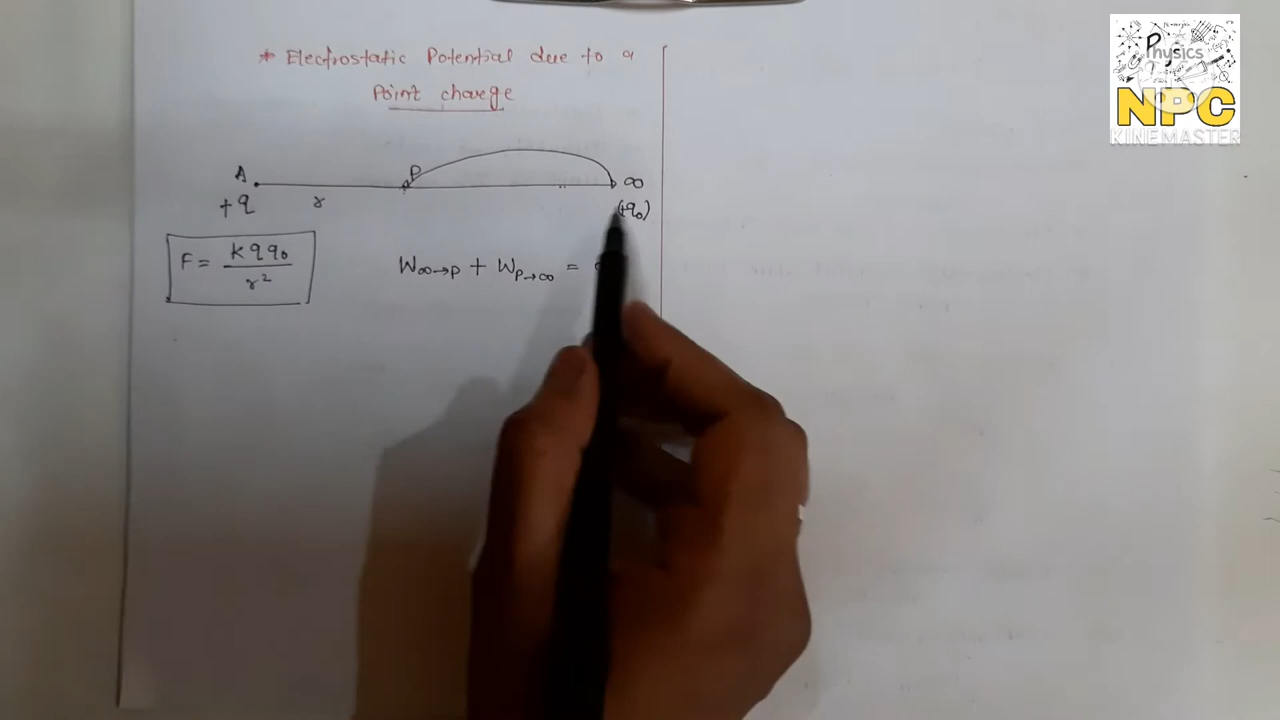 * Electrostatic Potential due to a
Point charge
A P ∞
+q r (+q₀)
F = kqq₀/r²
W∞→P + WP→∞ =
Physics
NPC
KINEMASTER